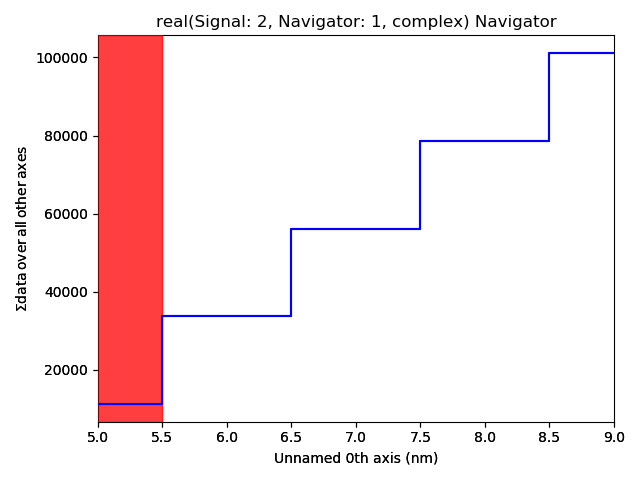 real(Signal: 2, Navigator: 1, complex) Navigator
100000
80000
60000
40000
20000
Σdata over all other axes
5.0 5.5 6.0 6.5 7.0 7.5 8.0 8.5 9.0
Unnamed 0th axis (nm)